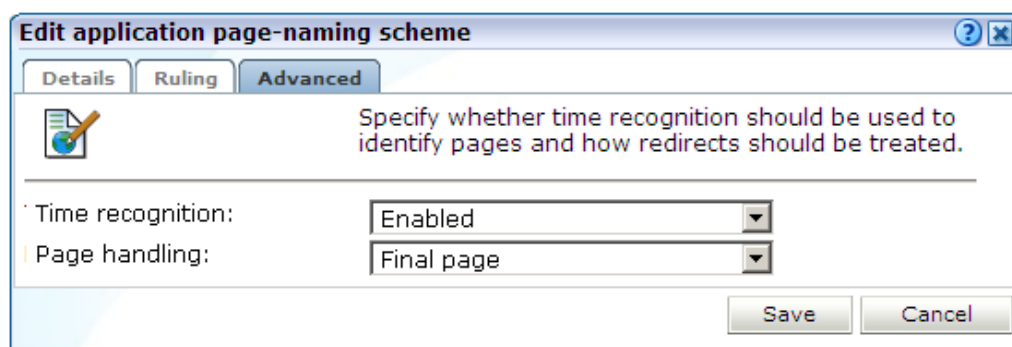 Edit application page-naming scheme
?
Details Ruling Advanced
Specify whether time recognition should be used to
identify pages and how redirects should be treated.
Time recognition: Enabled
Page handling: Final page
Save Cancel